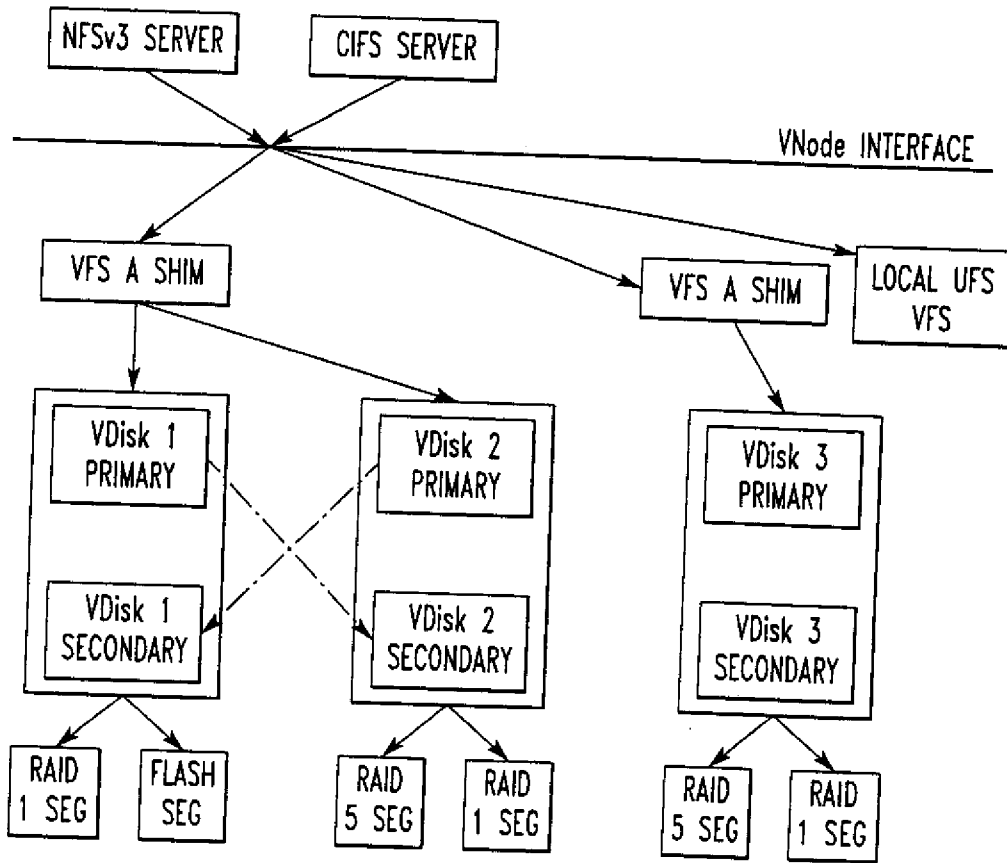 NFSv3 SERVER
CIFS SERVER
VNode INTERFACE
VFS A SHIM
VFS A SHIM
LOCAL UFS
VFS
VDisk 1
PRIMARY
VDisk 2
PRIMARY
VDisk 3
PRIMARY
VDisk 1
SECONDARY
VDisk 2
SECONDARY
VDisk 3
SECONDARY
RAID
1 SEG
FLASH
SEG
RAID
5 SEG
RAID
1 SEG
RAID
5 SEG
RAID
1 SEG